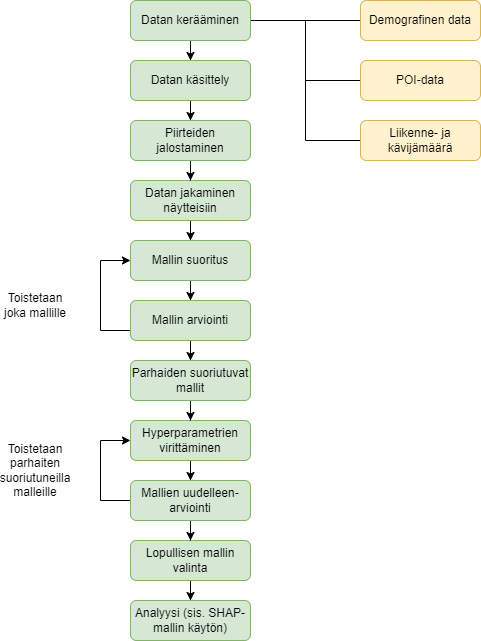 Datan kerääminen
Demografinen data
Datan käsittely
POI-data
Piirteiden
jalostaminen
Liikenne- ja
kävijämäärä
Datan jakaminen
näytteisiin
Mallin suoritus
Toistetaan
joka mallille
Mallin arviointi
Parhaiden suoriutuvat
mallit
Hyperparametrien
virittäminen
Toistetaan
parhaiten
suoriutuneilla
malleille
Mallien uudelleen-
arviointi
Lopullisen mallin
valinta
Analyysi (sis. SHAP-
mallin käytön)